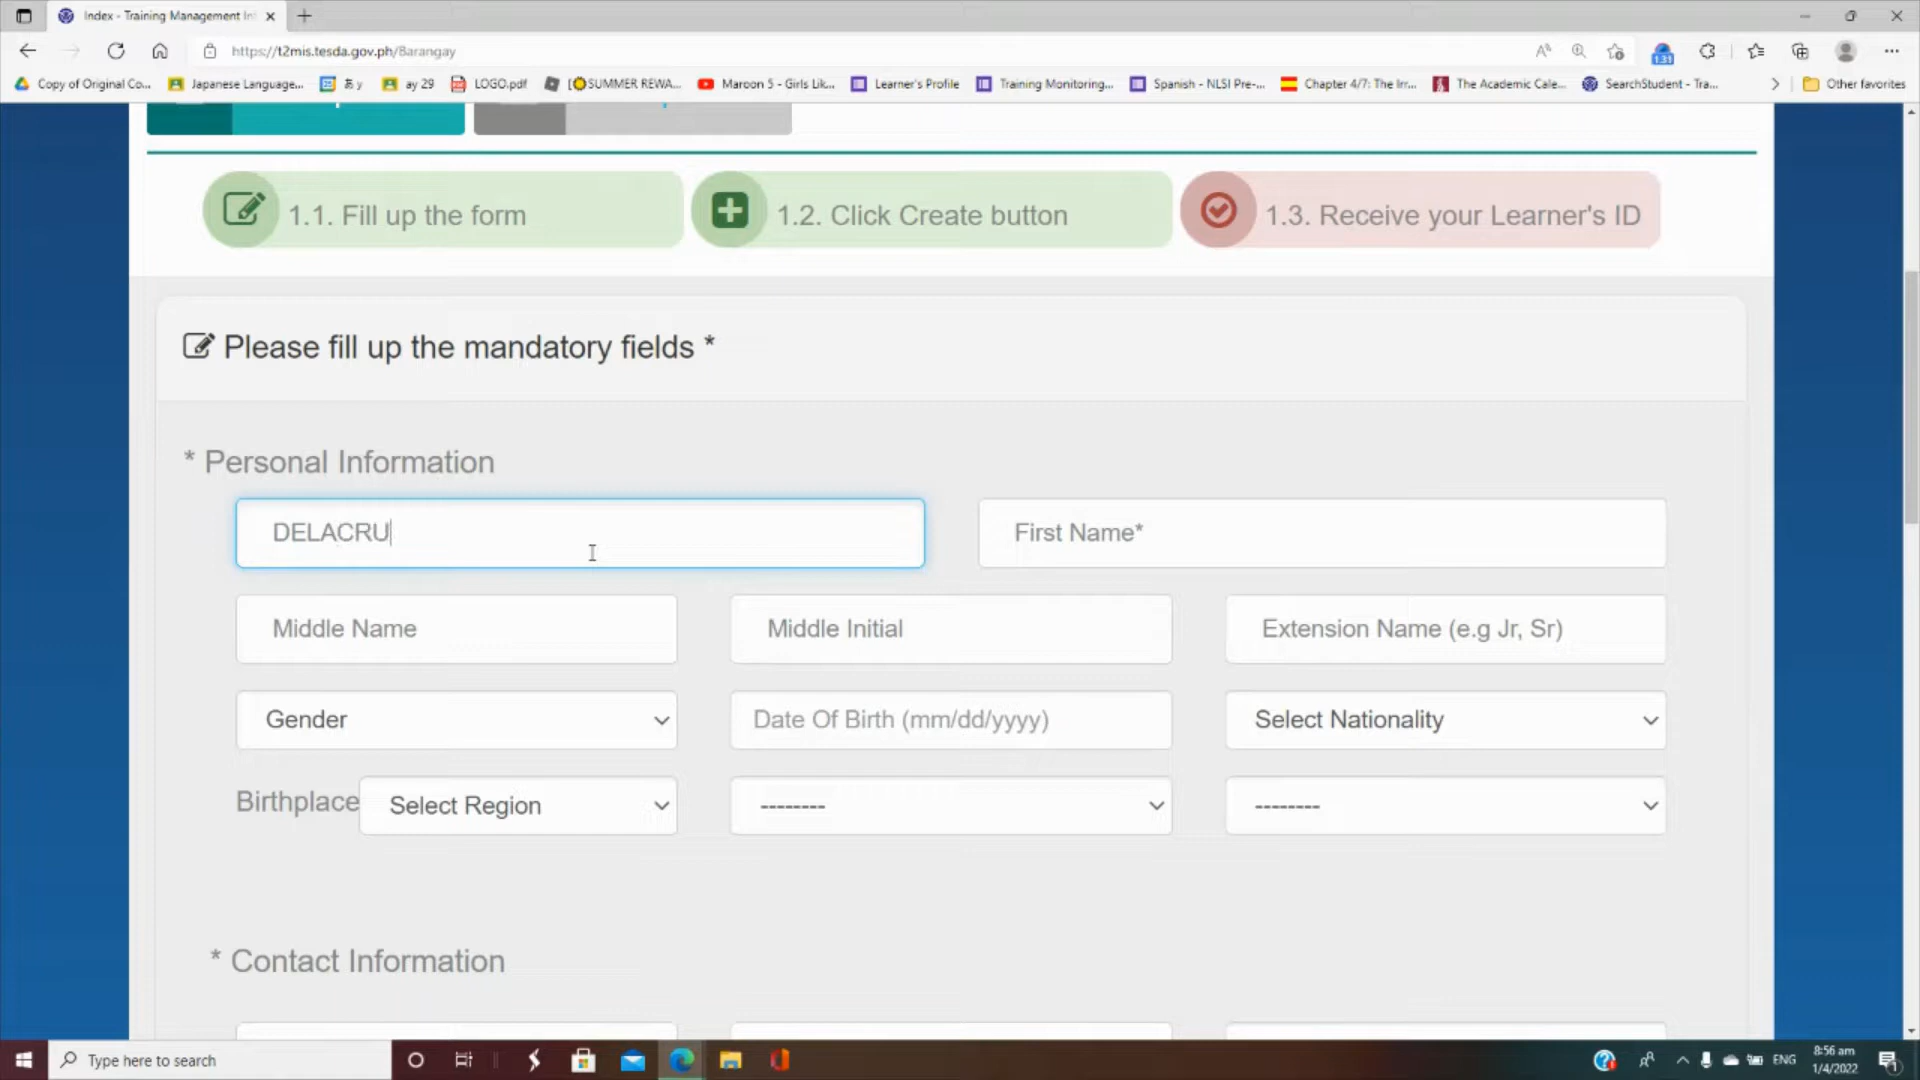 Index - Training Management In
https://t2mis.tesda.gov.ph/Barangay
1.31
Copy of Original Co...
Japanese Language...
あ y
ay 29
LOGO.pdf
SUMMER REWA...
Maroon 5 - Girls Lik...
Learner's Profile
Training Monitoring...
Spanish - NLSI Pre-...
Chapter 4/7: The Irr...
The Academic Cale...
SearchStudent - Tra...
Other favorites
1.1. Fill up the form
1.2. Click Create button
1.3. Receive your Learner's ID
Please fill up the mandatory fields *
* Personal Information
DELACRU
First Name*
Middle Name
Middle Initial
Extension Name (e.g Jr, Sr)
Gender
Date Of Birth (mm/dd/yyyy)
Select Nationality
Birthplace
Select Region
--------
--------
* Contact Information
Type here to search
ENG
8:56 am
1/4/2022
1